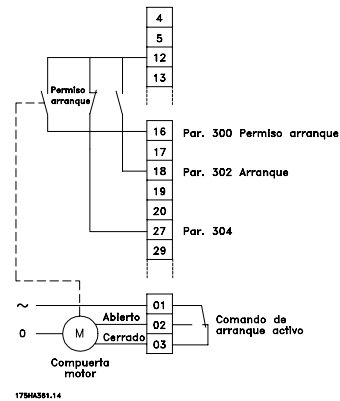 4
5
12
13
Permiso
arranque
16 Par. 300 Permiso arranque
17
18 Par. 302 Arranque
19
20
27 Par. 304
29
~ 01
Abierto 02 Comando de
arranque activo
0 M Cerrado 03
Compuerta
motor
175HA361.14